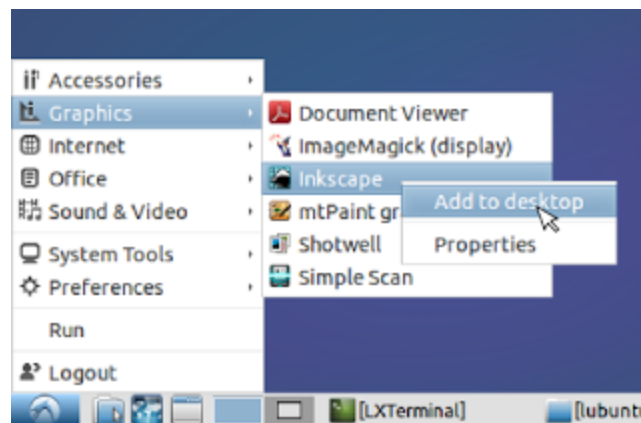 Accessories
Graphics
Internet
Office
Sound & Video
System Tools
Preferences
Run
Logout
Document Viewer
ImageMagick (display)
Inkscape
mtPaint gr
Shotwell
Simple Scan
Add to desktop
Properties
[LXTerminal]
[lubuntu